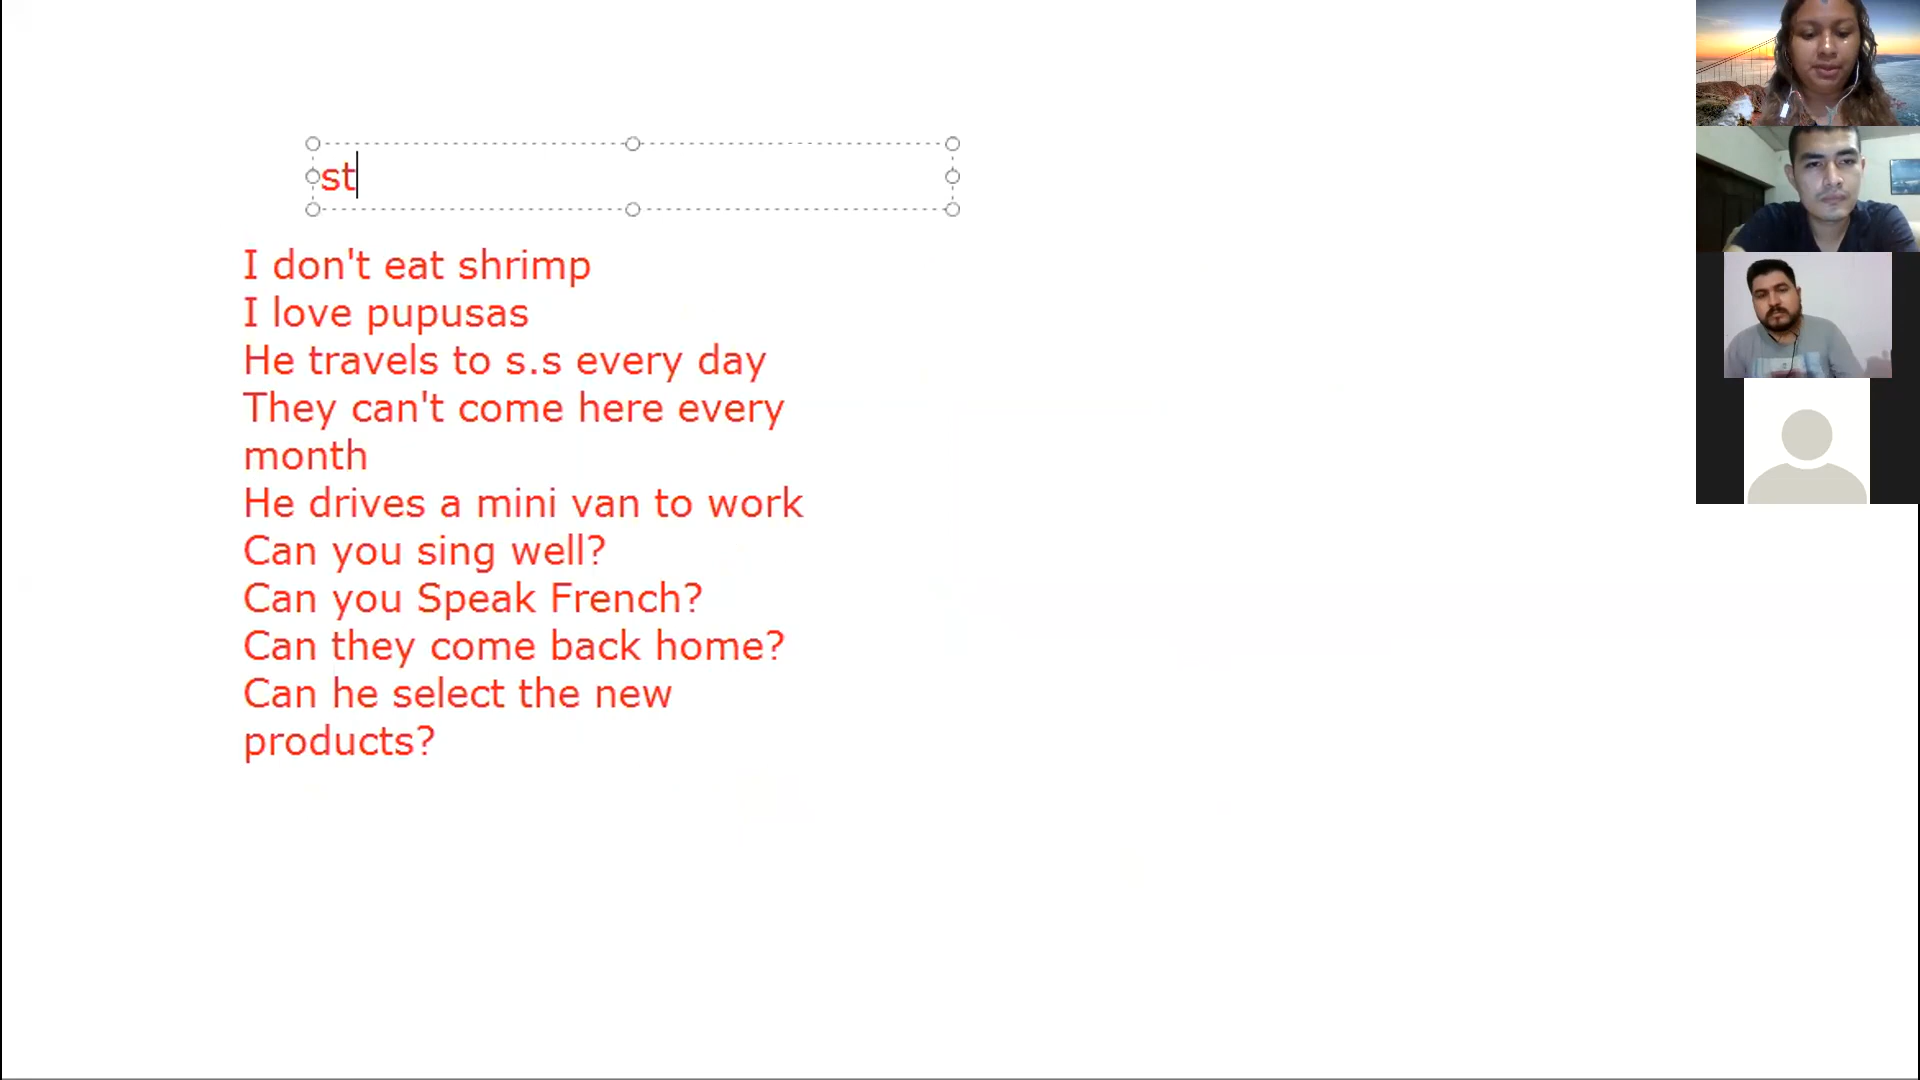 st
I don't eat shrimp
I love pupusas
He travels to s.s every day
They can't come here every
month
He drives a mini van to work
Can you sing well?
Can you Speak French?
Can they come back home?
Can he select the new
products?